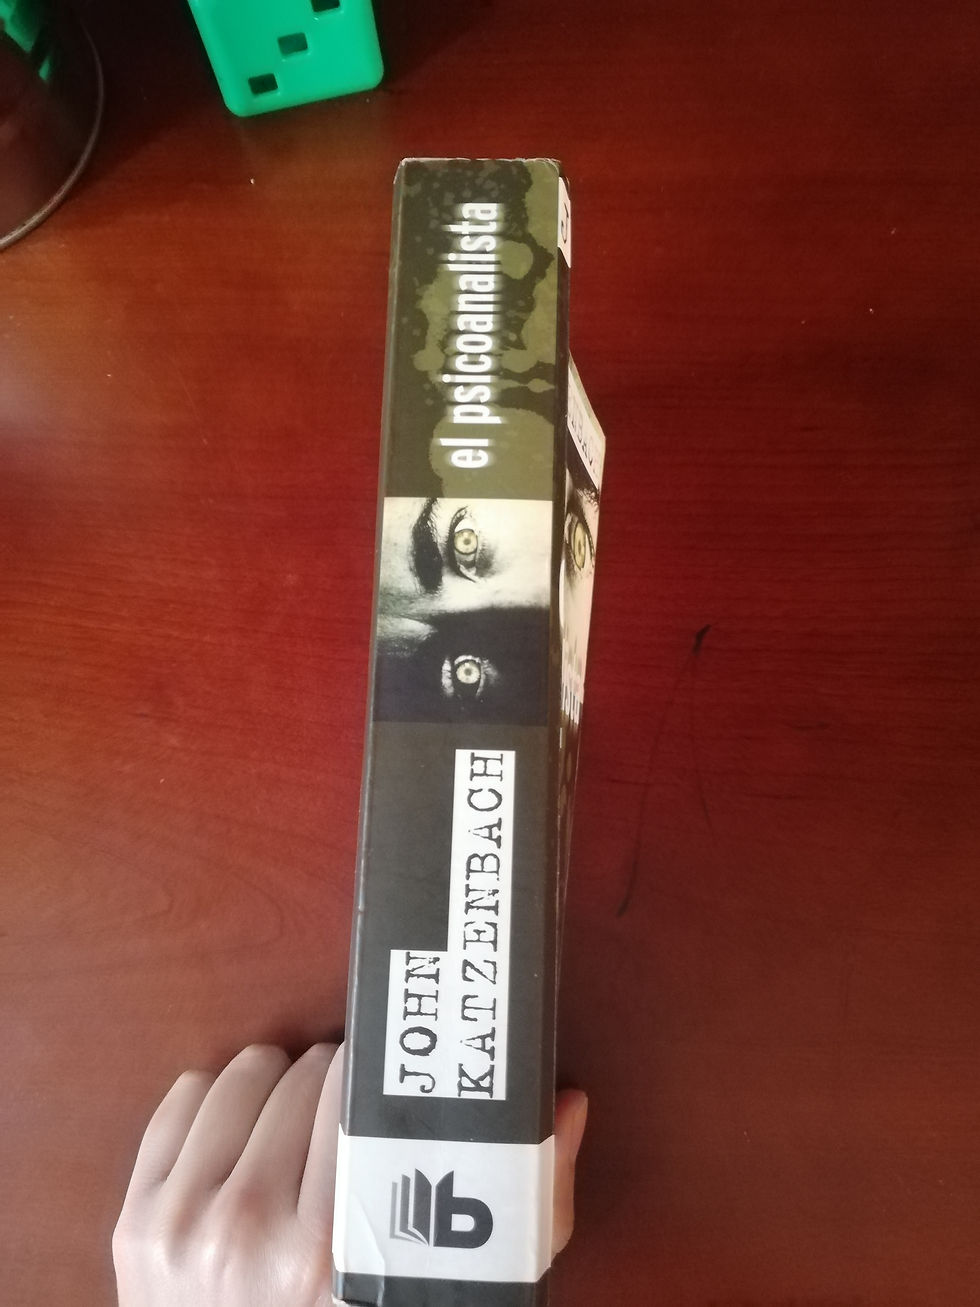 el psicoanalista
JOHN
KATZENBACH